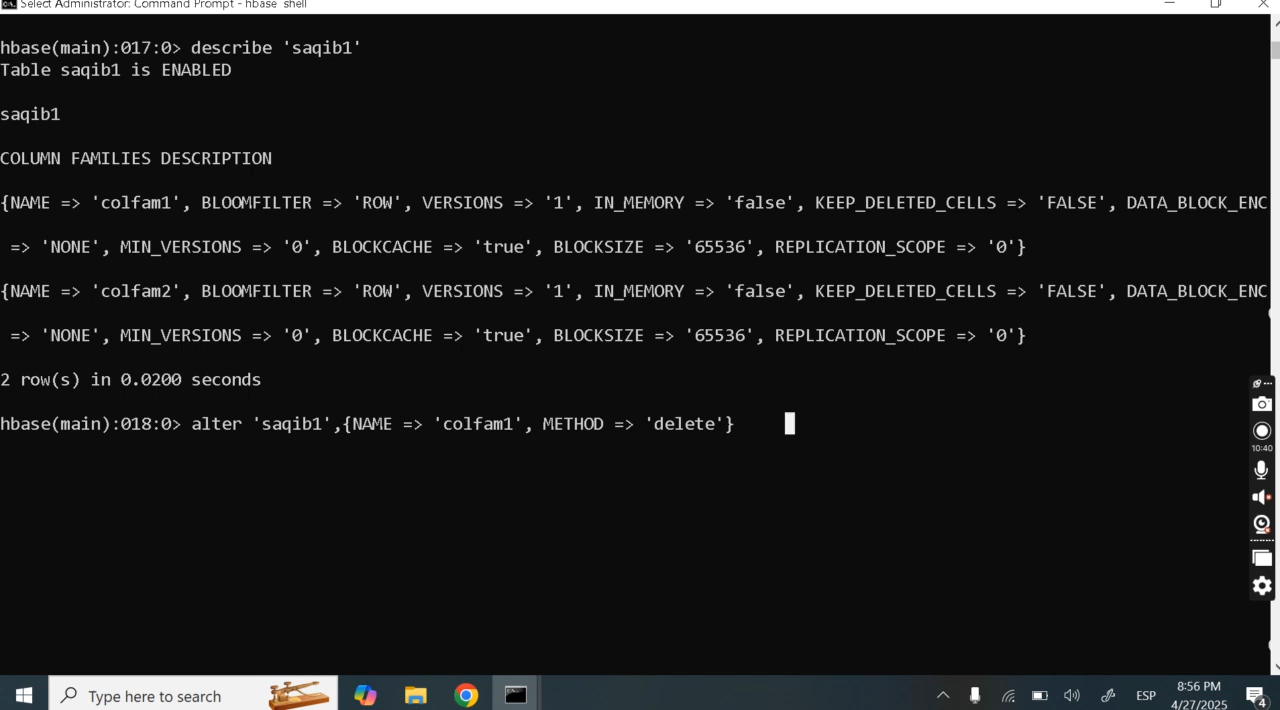 Select Administrator: Command Prompt - hbase shell
hbase(main):017:0> describe 'saqib1'
Table saqib1 is ENABLED
saqib1
COLUMN FAMILIES DESCRIPTION
{NAME => 'colfam1', BLOOMFILTER => 'ROW', VERSIONS => '1', IN_MEMORY => 'false', KEEP_DELETED_CELLS => 'FALSE', DATA_BLOCK_ENC
=> 'NONE', MIN_VERSIONS => '0', BLOCKCACHE => 'true', BLOCKSIZE => '65536', REPLICATION_SCOPE => '0'}
{NAME => 'colfam2', BLOOMFILTER => 'ROW', VERSIONS => '1', IN_MEMORY => 'false', KEEP_DELETED_CELLS => 'FALSE', DATA_BLOCK_ENC
=> 'NONE', MIN_VERSIONS => '0', BLOCKCACHE => 'true', BLOCKSIZE => '65536', REPLICATION_SCOPE => '0'}
2 row(s) in 0.0200 seconds
hbase(main):018:0> alter 'saqib1',{NAME => 'colfam1', METHOD => 'delete'}
10:40
Type here to search
ESP
8:56 PM
4/27/2025
4